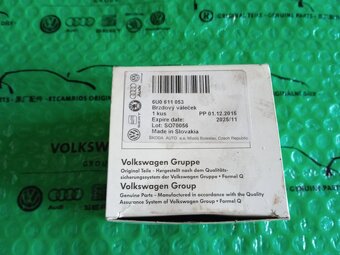 6U0 611 053
Brzdový váleček
1 kus PP 01.12.2015
Expire date: 2025/11
Lot: SO70056
Made in Slovakia
ŠKODA AUTO a.s. Mladá Boleslav, Czech Republic
Volkswagen Gruppe
Original Teile - Hergestellt nach dem Qualitäts-
sicherungssystem der Volkswagen Gruppe • Formel Q
Volkswagen Group
Genuine Parts - Manufactured in accordance with the Quality
Assurance System of Volkswagen Group • Formel Q
VOLKSW